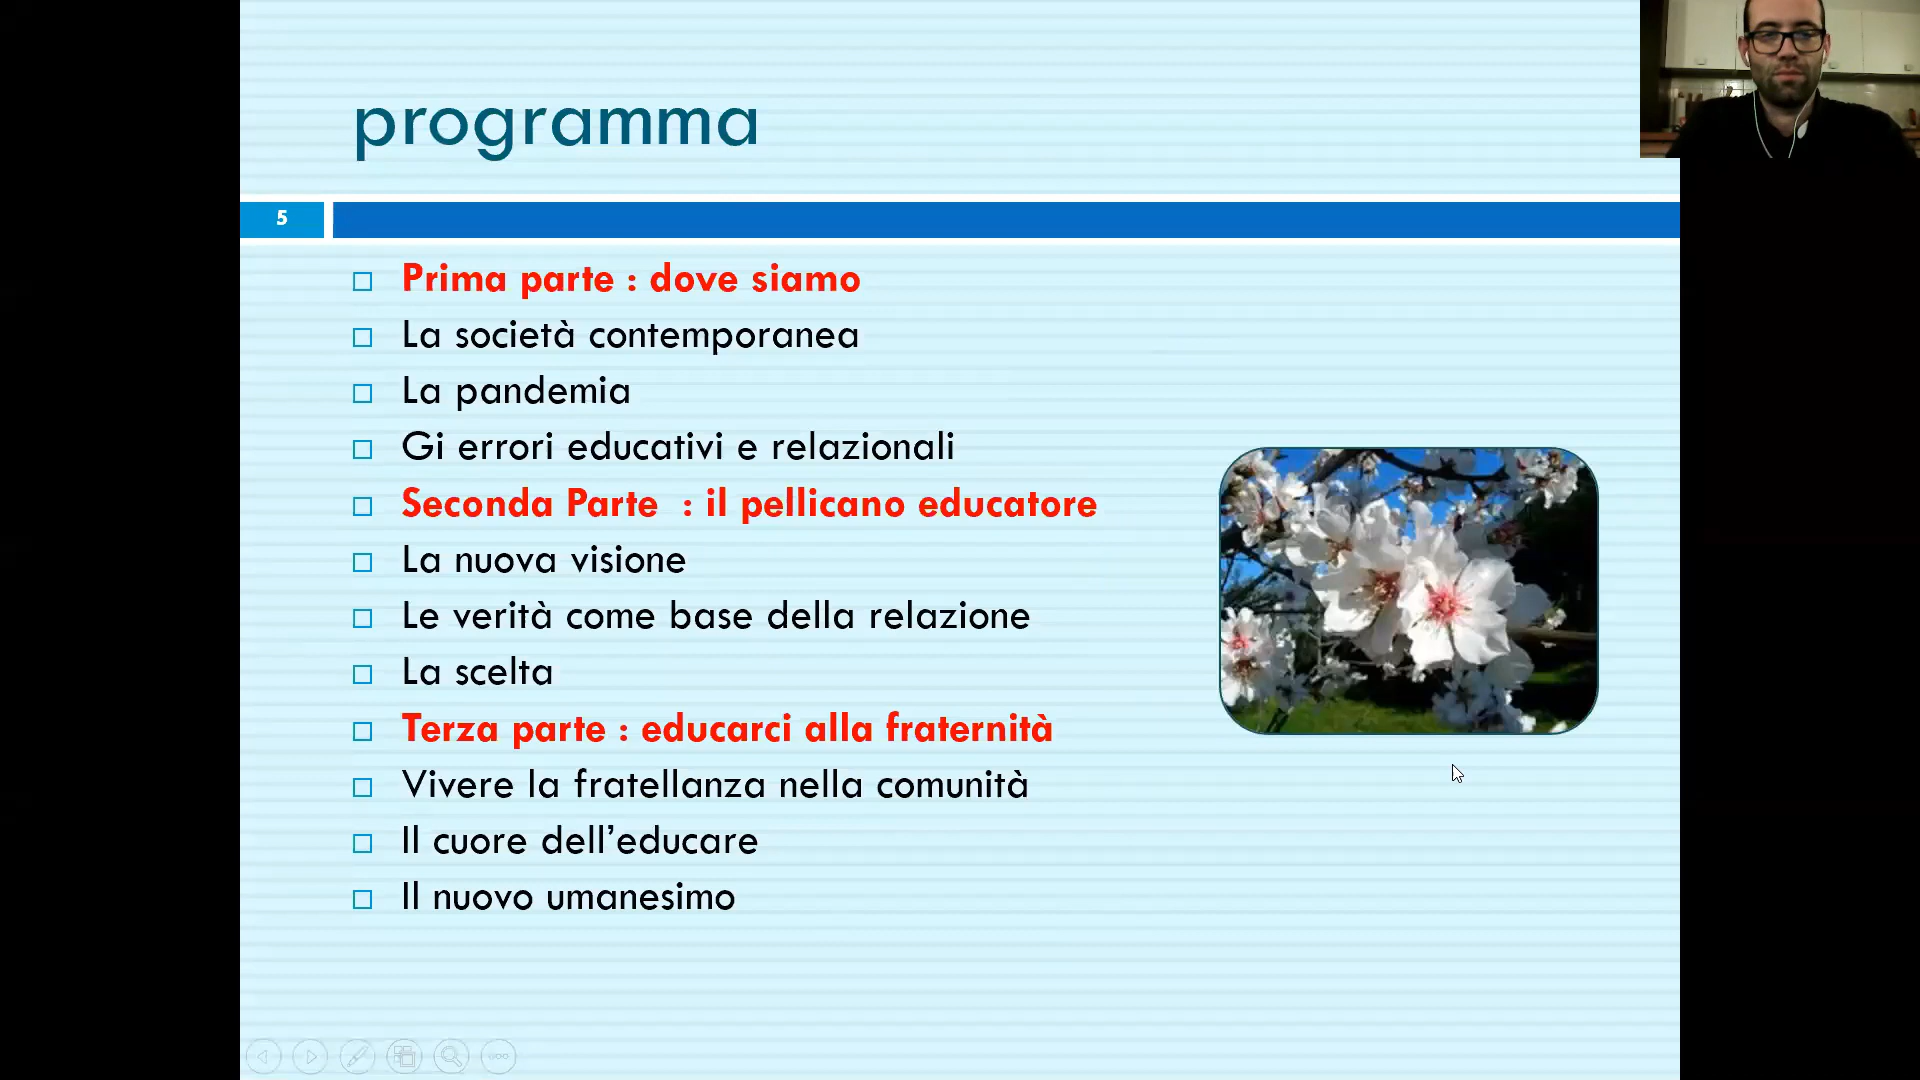 programma
5
Prima parte : dove siamo
La società contemporanea
La pandemia
Gi errori educativi e relazionali
Seconda Parte : il pellicano educatore
La nuova visione
Le verità come base della relazione
La scelta
Terza parte : educarci alla fraternità
Vivere la fratellanza nella comunità
Il cuore dell’educare
Il nuovo umanesimo